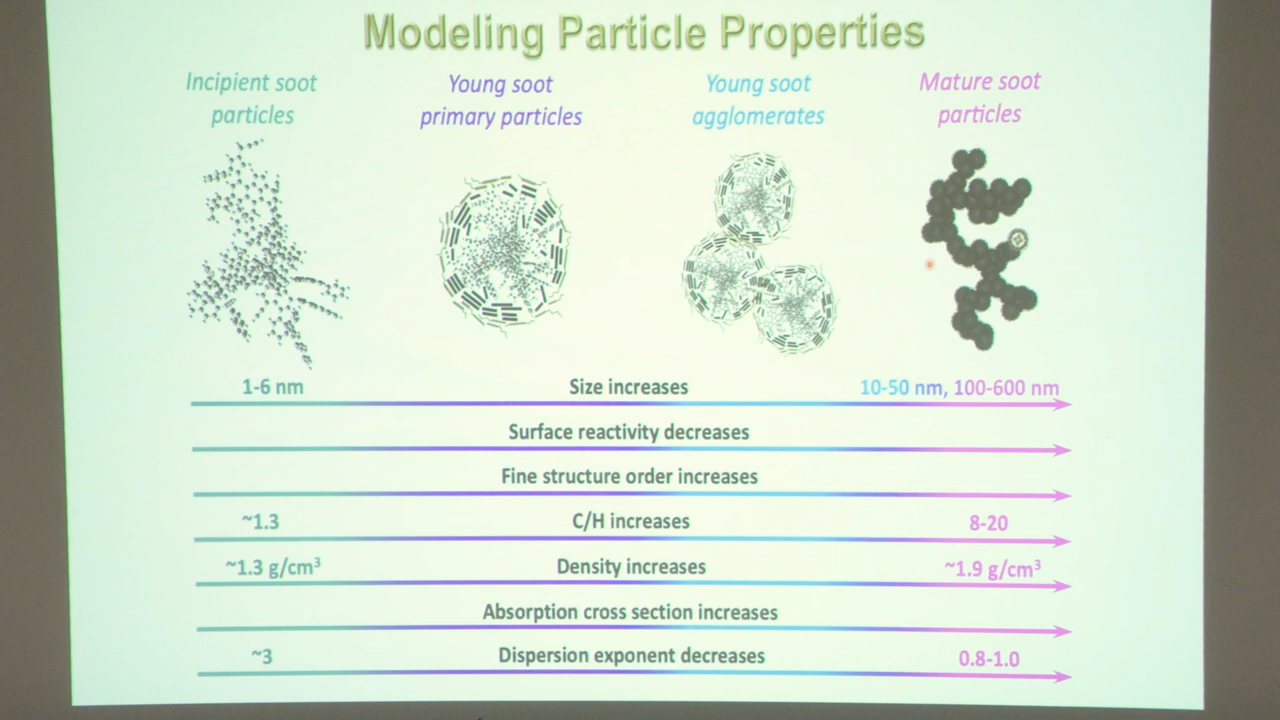 Modeling Particle Properties
Incipient soot
particles
Young soot
primary particles
Young soot
agglomerates
Mature soot
particles
1-6 nm
Size increases
10-50 nm, 100-600 nm
Surface reactivity decreases
Fine structure order increases
~1.3
C/H increases
8-20
~1.3 g/cm³
Density increases
~1.9 g/cm³
Absorption cross section increases
~3
Dispersion exponent decreases
0.8-1.0